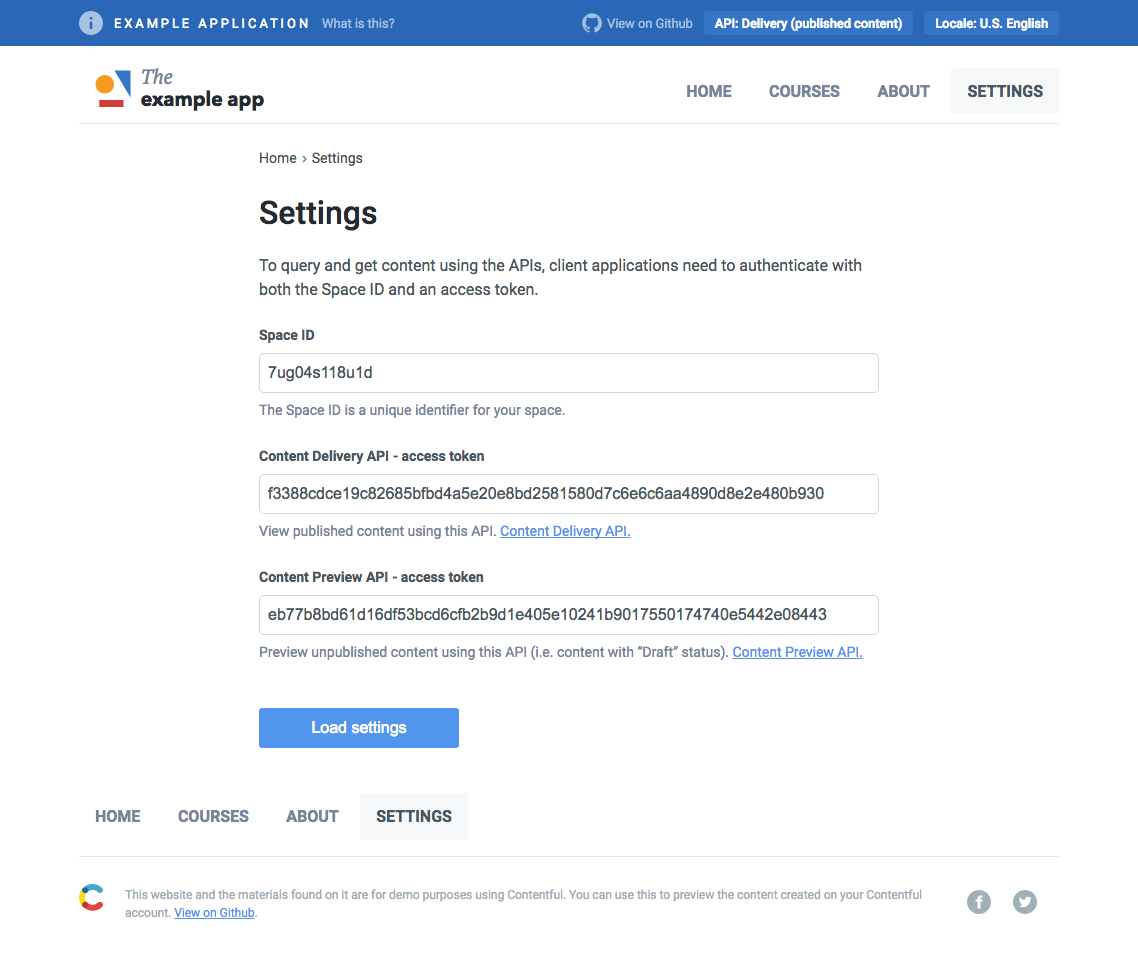 EXAMPLE APPLICATION What is this? View on Github API: Delivery (published content) Locale: U.S. English
The
example app
HOME COURSES ABOUT SETTINGS
Home › Settings
Settings
To query and get content using the APIs, client applications need to authenticate with
both the Space ID and an access token.
Space ID
7ug04s118u1d
The Space ID is a unique identifier for your space.
Content Delivery API - access token
f3388cdce19c82685bfbd4a5e20e8bd2581580d7c6e6c6aa4890d8e2e480b930
View published content using this API. Content Delivery API.
Content Preview API - access token
eb77b8bd61d16df53bcd6cfb2b9d1e405e10241b9017550174740e5442e08443
Preview unpublished content using this API (i.e. content with “Draft” status). Content Preview API.
Load settings
HOME COURSES ABOUT SETTINGS
This website and the materials found on it are for demo purposes using Contentful. You can use this to preview the content created on your Contentful
account. View on Github.